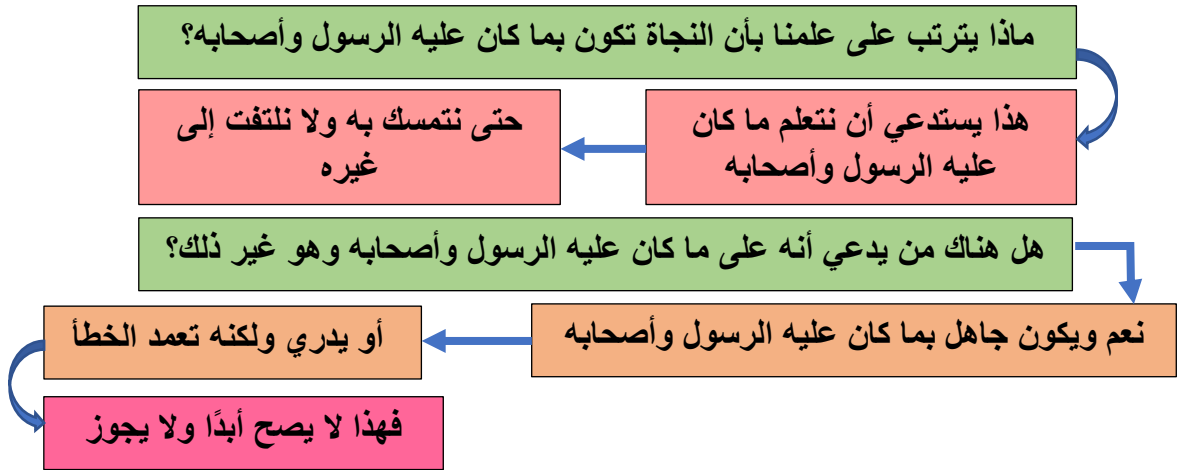 ماذا يترتب على علمنا بأن النجاة تكون بما كان عليه الرسول وأصحابه؟
هذا يستدعي أن نتعلم ما كان
عليه الرسول وأصحابه
حتى نتمسك به ولا نلتفت إلى
غيره
هل هناك من يدعي أنه على ما كان عليه الرسول وأصحابه وهو غير ذلك؟
نعم ويكون جاهل بما كان عليه الرسول وأصحابه
أو يدري ولكنه تعمد الخطأ
فهذا لا يصح أبدًا ولا يجوز